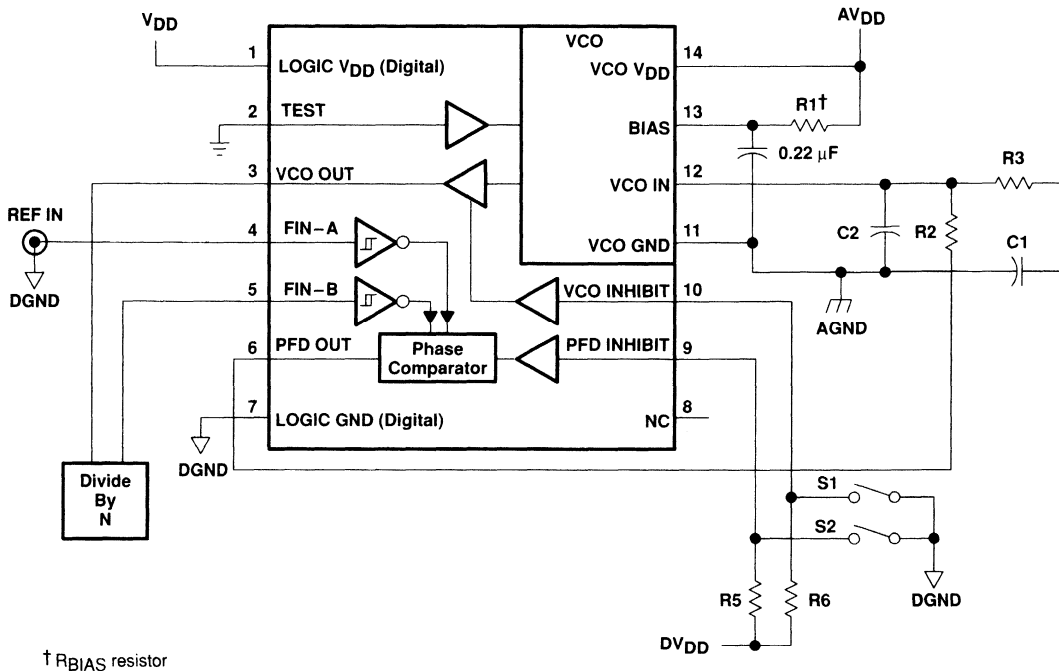 VDD
AVDD
1
LOGIC VDD (Digital)
VCO
VCO VDD
14
2
TEST
BIAS
13
R1†
0.22 μF
3
VCO OUT
VCO IN
12
R3
REF IN
4
FIN–A
VCO GND
11
C2
R2
C1
DGND
5
FIN–B
VCO INHIBIT
10
AGND
6
PFD OUT
Phase
Comparator
PFD INHIBIT
9
7
LOGIC GND (Digital)
NC
8
DGND
Divide
By
N
S1
S2
R5
R6
DGND
DVDD
† RBIAS resistor